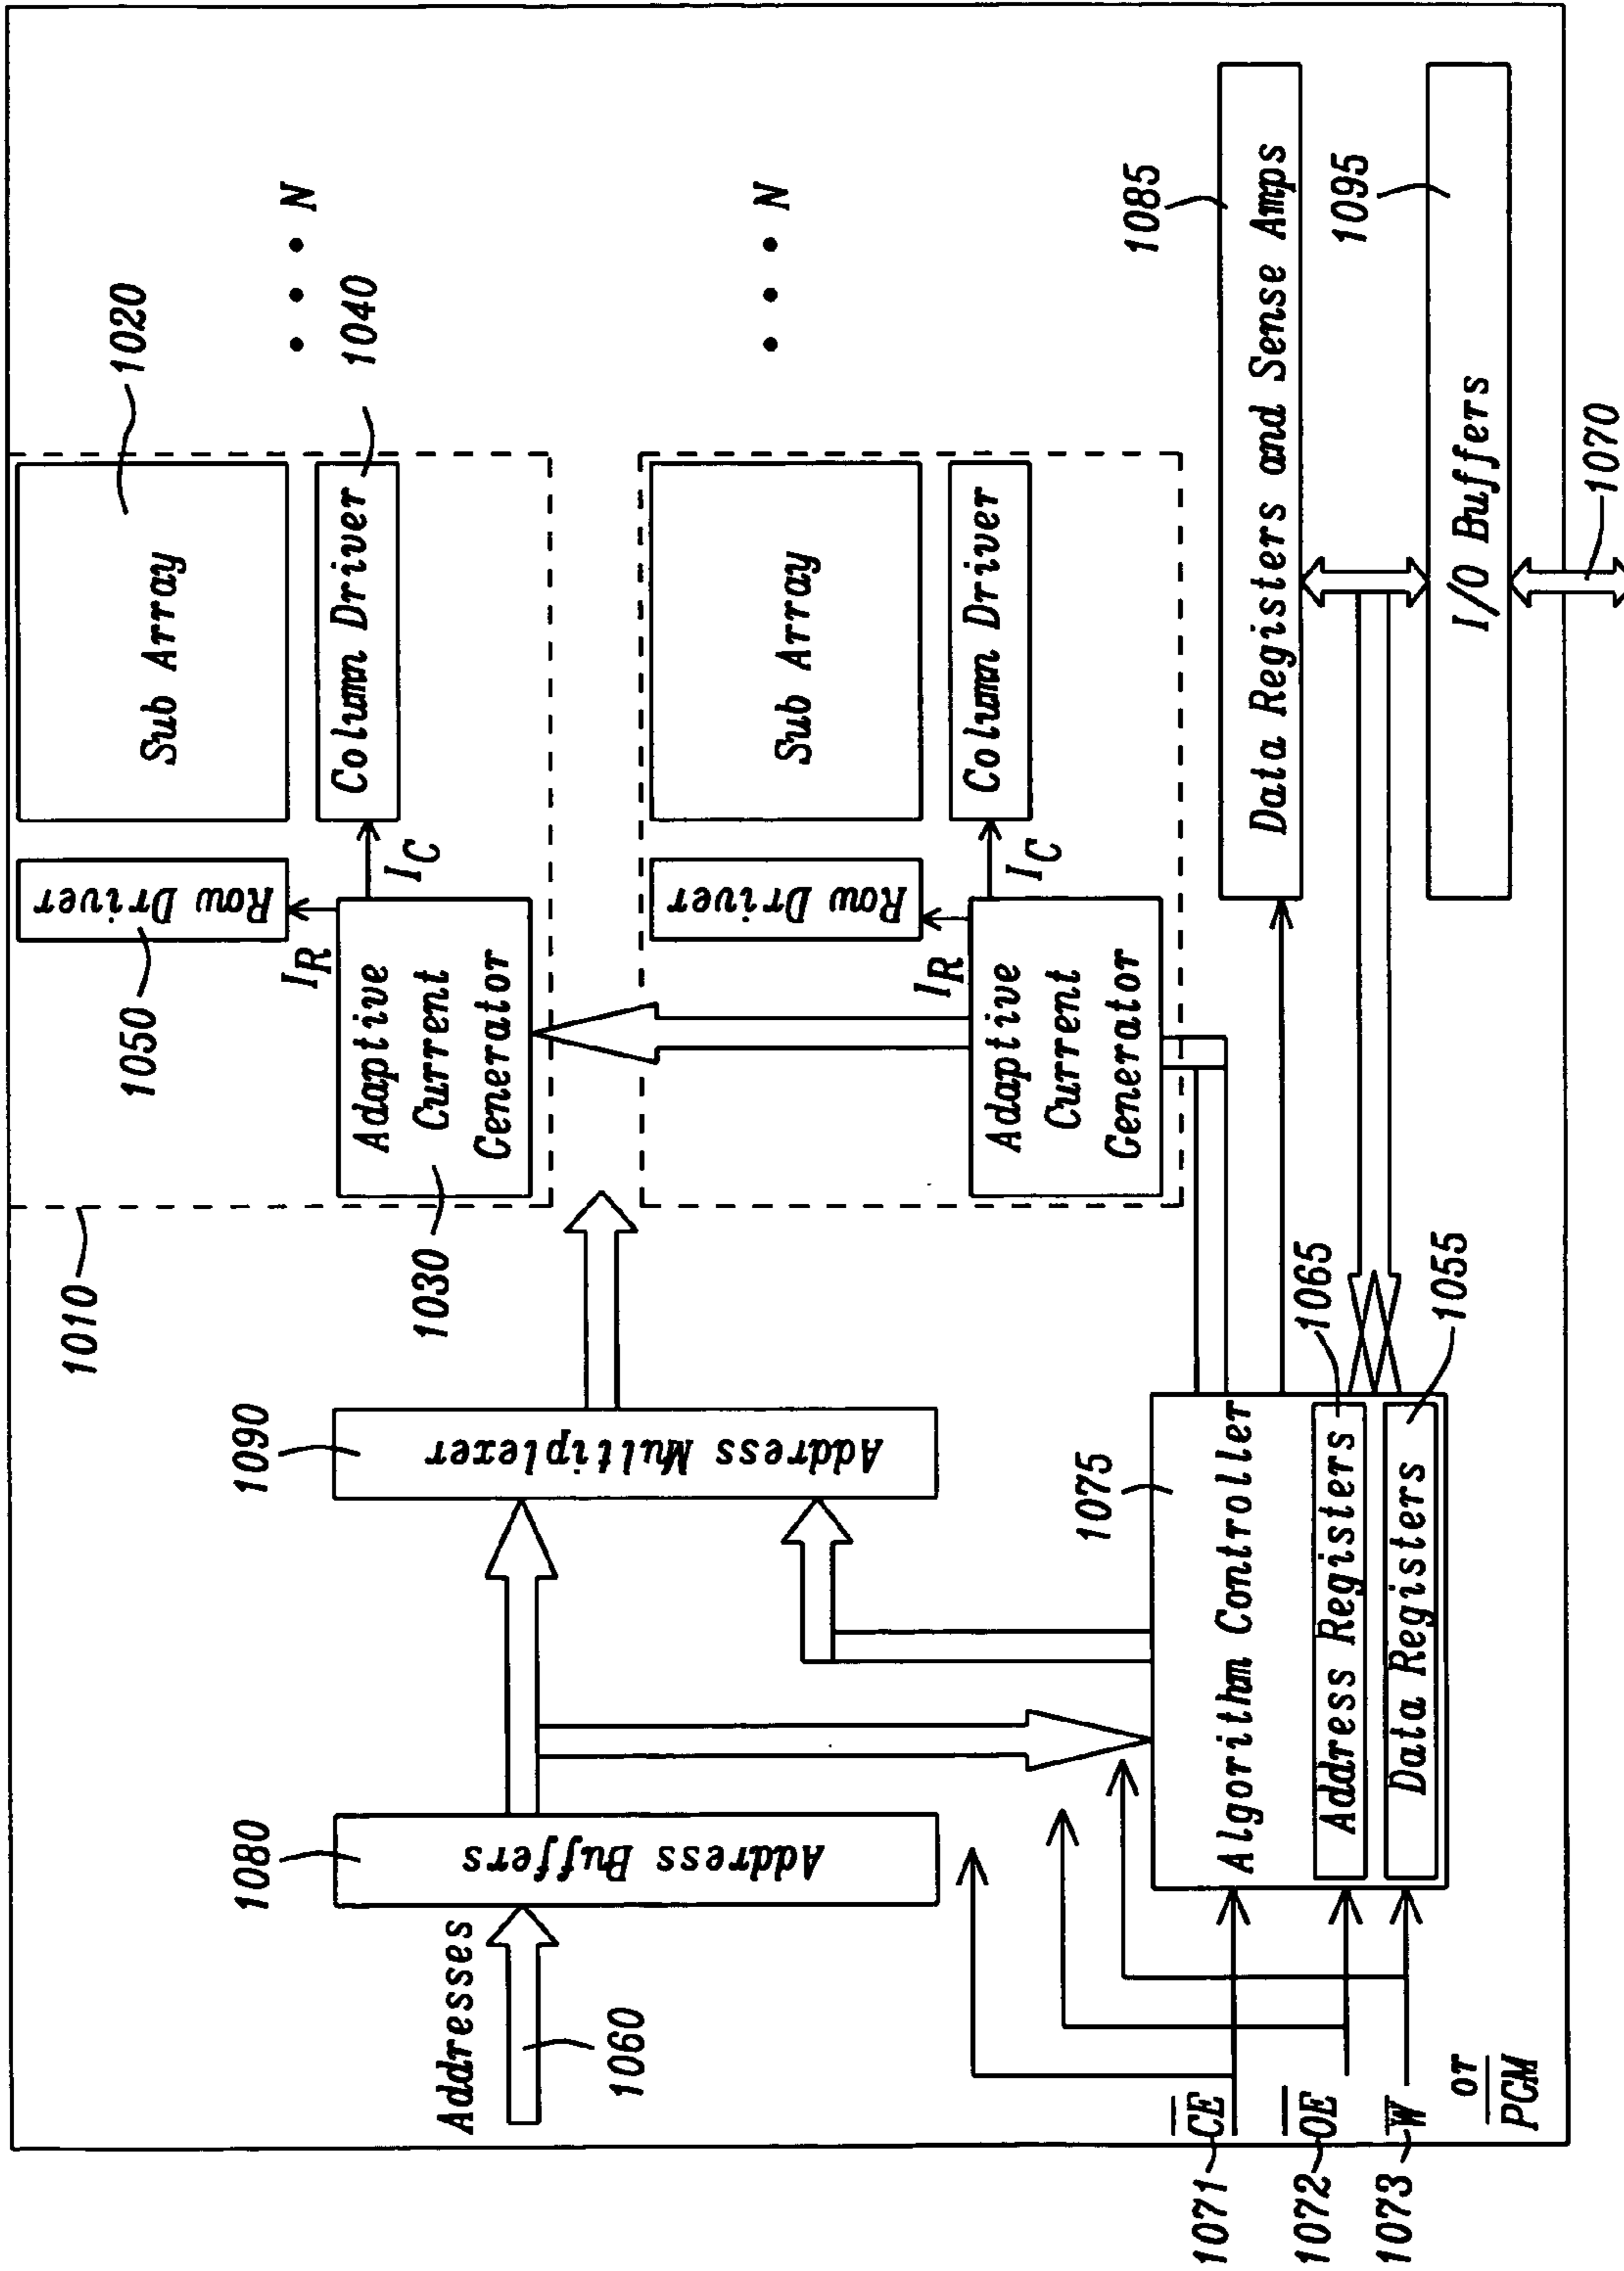 Addresses
1060
1080
Address Buffers
1090
Address Multiplexer
1010
1050
Row Driver
Sub Array
1020
I_R
I_C
Column Driver
1040
Adaptive
Current
Generator
1030
• • • N
Row Driver
Sub Array
I_R
I_C
Column Driver
Adaptive
Current
Generator
• • • N
1075
Algorithm Controller
Address Registers
1065
Data Registers
1055
Data Registers and Sense Amps
1085
I/O Buffers
1095
1070
1071
C̅E̅
1072
O̅E̅
1073
W̅
or
P̅G̅M̅